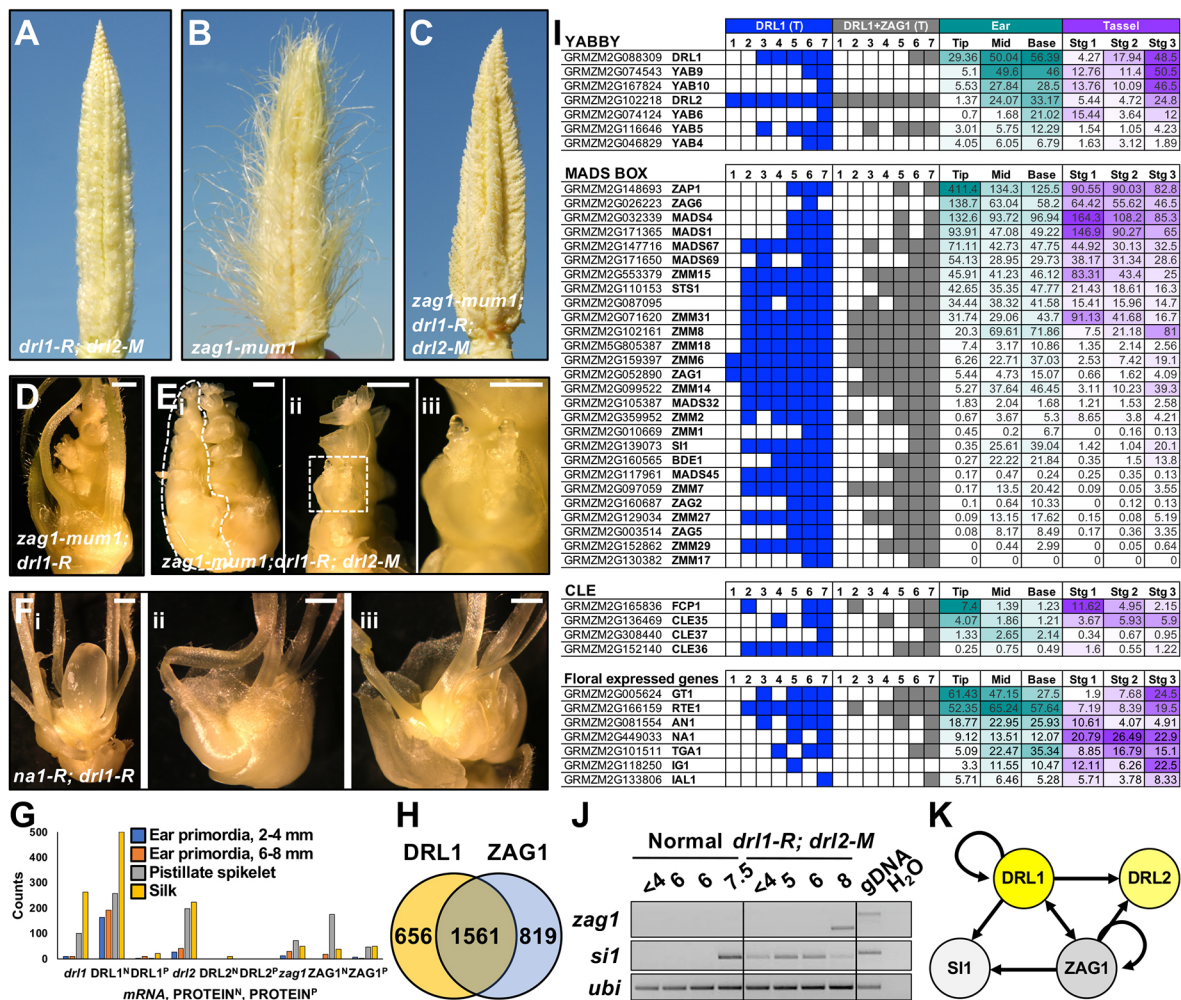 A
drl1-R; drl2-M
B
zag1-mum1
C
zag1-mum1;
drl1-R;
drl2-M
D
zag1-mum1;
drl1-R
E i
ii
iii
zag1-mum1;drl1-R; drl2-M
F i
ii
iii
na1-R; drl1-R
G
500
400
300
200
100
0
Counts
Ear primordia, 2-4 mm
Ear primordia, 6-8 mm
Pistillate spikelet
Silk
drl1 DRL1N DRL1P drl2 DRL2N DRL2P zag1 ZAG1N ZAG1P
mRNA, PROTEINN, PROTEINP
H
DRL1 ZAG1
656 1561 819
I
DRL1 (T) DRL1+ZAG1 (T) Ear Tassel
YABBY 1 2 3 4 5 6 7 1 2 3 4 5 6 7 Tip Mid Base Stg 1 Stg 2 Stg 3
GRMZM2G088309 DRL1 29.36 50.04 56.39 4.27 17.94 48.5
GRMZM2G074543 YAB9 5.1 49.6 46 12.76 11.4 50.5
GRMZM2G167824 YAB10 5.53 27.84 28.5 13.76 10.09 46.5
GRMZM2G102218 DRL2 1.37 24.07 33.17 5.44 4.72 24.8
GRMZM2G074124 YAB6 0.7 1.68 21.02 15.44 3.64 12
GRMZM2G116646 YAB5 3.01 5.75 12.29 1.54 1.05 4.23
GRMZM2G046829 YAB4 4.05 6.05 6.79 1.63 3.12 1.89
MADS BOX 1 2 3 4 5 6 7 1 2 3 4 5 6 7 Tip Mid Base Stg 1 Stg 2 Stg 3
GRMZM2G148693 ZAP1 411.4 134.3 125.5 90.55 90.03 82.8
GRMZM2G026223 ZAG6 138.7 63.04 58.2 64.42 55.62 46.5
GRMZM2G032339 MADS4 132.6 93.72 96.94 164.3 108.2 85.3
GRMZM2G171365 MADS1 93.91 47.08 49.22 146.9 90.27 65
GRMZM2G147716 MADS67 71.11 42.73 47.75 44.92 30.13 32.5
GRMZM2G171650 MADS69 54.13 28.95 29.73 38.17 31.34 28.6
GRMZM2G553379 ZMM15 45.91 41.23 46.12 83.31 43.4 25
GRMZM2G110153 STS1 42.65 35.35 47.77 21.43 18.61 16.3
GRMZM2G087095 34.44 38.32 41.58 15.41 15.96 14.7
GRMZM2G071620 ZMM31 31.74 29.06 43.7 91.13 41.68 16.7
GRMZM2G102161 ZMM8 20.3 69.61 71.86 7.5 21.18 81
GRMZM5G805387 ZMM18 7.4 3.17 10.86 1.35 2.14 2.56
GRMZM2G159397 ZMM6 6.26 22.71 37.03 2.53 7.42 19.1
GRMZM2G052890 ZAG1 5.44 4.73 15.07 0.66 1.62 4.09
GRMZM2G099522 ZMM14 5.27 37.64 46.45 3.11 10.23 39.3
GRMZM2G105387 MADS32 1.83 2.04 1.68 1.21 1.53 2.58
GRMZM2G359952 ZMM2 0.67 3.67 5.3 8.65 3.8 4.21
GRMZM2G010669 ZMM1 0.45 0.2 6.7 0 0.16 0.13
GRMZM2G139073 SI1 0.35 25.61 39.04 1.42 1.04 20.1
GRMZM2G160565 BDE1 0.27 22.22 21.84 0.35 1.5 13.8
GRMZM2G117961 MADS45 0.17 0.47 0.24 0.25 0.35 0.13
GRMZM2G097059 ZMM7 0.17 13.5 20.42 0.09 0.05 3.55
GRMZM2G160687 ZAG2 0.1 0.64 10.33 0 0.12 0.13
GRMZM2G129034 ZMM27 0.09 13.15 17.62 0.15 0.08 5.19
GRMZM2G003514 ZAG5 0.08 8.17 8.49 0.17 0.36 3.35
GRMZM2G152862 ZMM29 0 0.44 2.99 0 0.05 0.64
GRMZM2G130382 ZMM17 0 0 0 0 0 0
CLE 1 2 3 4 5 6 7 1 2 3 4 5 6 7 Tip Mid Base Stg 1 Stg 2 Stg 3
GRMZM2G165836 FCP1 7.4 1.39 1.23 11.62 4.95 2.15
GRMZM2G136469 CLE35 4.07 1.86 1.21 3.67 5.93 5.9
GRMZM2G308440 CLE37 1.33 2.65 2.14 0.34 0.67 0.95
GRMZM2G152140 CLE36 0.25 0.75 0.49 1.6 0.55 1.22
Floral expressed genes 1 2 3 4 5 6 7 1 2 3 4 5 6 7 Tip Mid Base Stg 1 Stg 2 Stg 3
GRMZM2G005624 GT1 61.43 47.15 27.5 1.9 7.68 24.5
GRMZM2G166159 RTE1 52.35 65.24 57.64 7.19 8.39 19.5
GRMZM2G081554 AN1 18.77 22.95 25.93 10.61 4.07 4.91
GRMZM2G449033 NA1 9.12 13.51 12.07 20.79 26.49 22.9
GRMZM2G101511 TGA1 5.09 22.47 35.34 8.85 16.79 15.1
GRMZM2G118250 IG1 3.3 11.55 10.47 12.11 6.26 22.5
GRMZM2G133806 IAL1 5.71 6.46 5.28 5.71 3.78 8.33
J
Normal drl1-R; drl2-M
<4 6 6 7.5 <4 5 6 8 gDNA H2O
zag1
si1
ubi
K
DRL1 DRL2
SI1 ZAG1